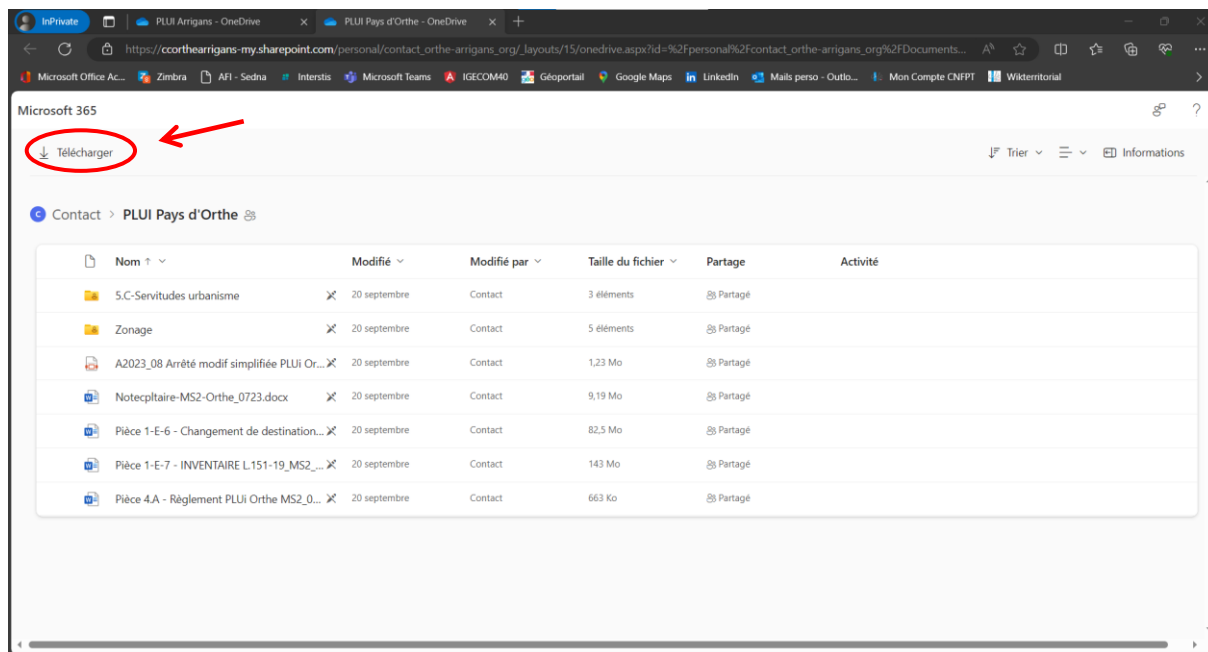 InPrivate PLUI Arrigans - OneDrive PLUI Pays d'Orthe - OneDrive
https://ccorthearrigans-my.sharepoint.com/personal/contact_orthe-arrigans_org/_layouts/15/onedrive.aspx?id=%2Fpersonal%2Fcontact_orthe-arrigans_org%2FDocuments...
Microsoft Office Ac... Zimbra AFI - Sedna Interstis Microsoft Teams IGECOM40 Géoportail Google Maps LinkedIn Mails perso - Outlo... Mon Compte CNFPT Wikterritorial
Microsoft 365
Télécharger Trier Informations
C Contact > PLUI Pays d'Orthe
Nom Modifié Modifié par Taille du fichier Partage Activité
5.C-Servitudes urbanisme 20 septembre Contact 3 éléments Partagé
Zonage 20 septembre Contact 5 éléments Partagé
A2023_08 Arrêté modif simplifiée PLUi Or... 20 septembre Contact 1,23 Mo Partagé
Notecpltaire-MS2-Orthe_0723.docx 20 septembre Contact 9,19 Mo Partagé
Pièce 1-E-6 - Changement de destination... 20 septembre Contact 82,5 Mo Partagé
Pièce 1-E-7 - INVENTAIRE L.151-19_MS2_... 20 septembre Contact 143 Mo Partagé
Pièce 4.A - Règlement PLUi Orthe MS2_0... 20 septembre Contact 663 Ko Partagé